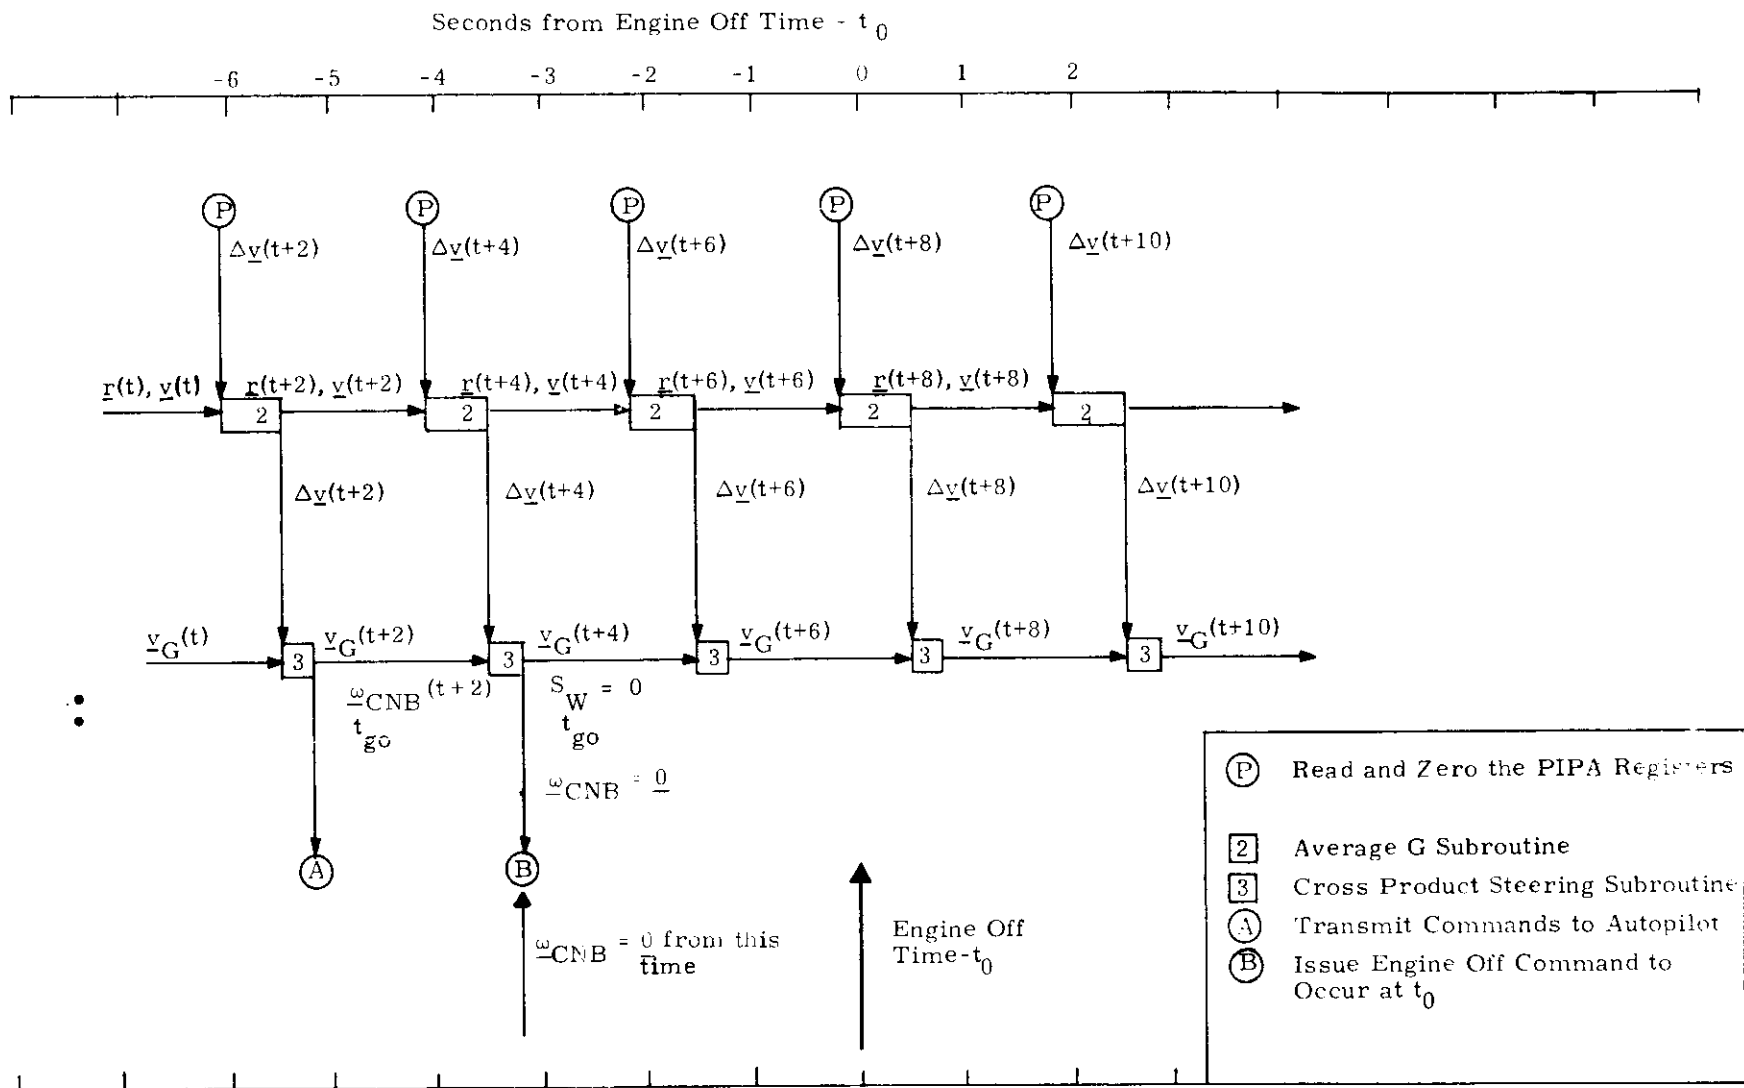 Seconds from Engine Off Time - t0
-6 -5 -4 -3 -2 -1 0 1 2
P P P P P
Δv(t+2) Δv(t+4) Δv(t+6) Δv(t+8) Δv(t+10)
r(t), v(t) r(t+2), v(t+2) r(t+4), v(t+4) r(t+6), v(t+6) r(t+8), v(t+8)
2 2 2 2 2
Δv(t+2) Δv(t+4) Δv(t+6) Δv(t+8) Δv(t+10)
vG(t) vG(t+2) vG(t+4) vG(t+6) vG(t+8) vG(t+10)
3 3 3 3 3
ωCNB(t+2) SW = 0
tgo tgo
ωCNB = 0
A B
ωCNB = 0 from this
time
Engine Off
Time-t0
P Read and Zero the PIPA Registers
2 Average G Subroutine
3 Cross Product Steering Subroutine
A Transmit Commands to Autopilot
B Issue Engine Off Command to
Occur at t0